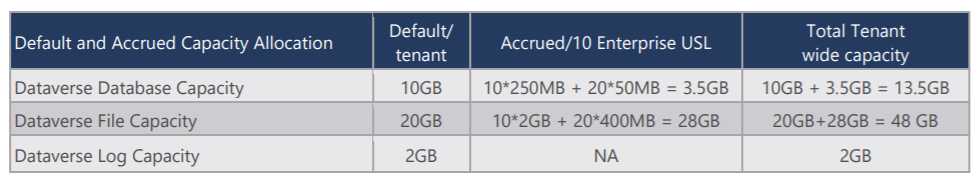 Default and Accrued Capacity Allocation
Default/
tenant
Accrued/10 Enterprise USL
Total Tenant
wide capacity
Dataverse Database Capacity
10GB
10*250MB + 20*50MB = 3.5GB
10GB + 3.5GB = 13.5GB
Dataverse File Capacity
20GB
10*2GB + 20*400MB = 28GB
20GB+28GB = 48 GB
Dataverse Log Capacity
2GB
NA
2GB